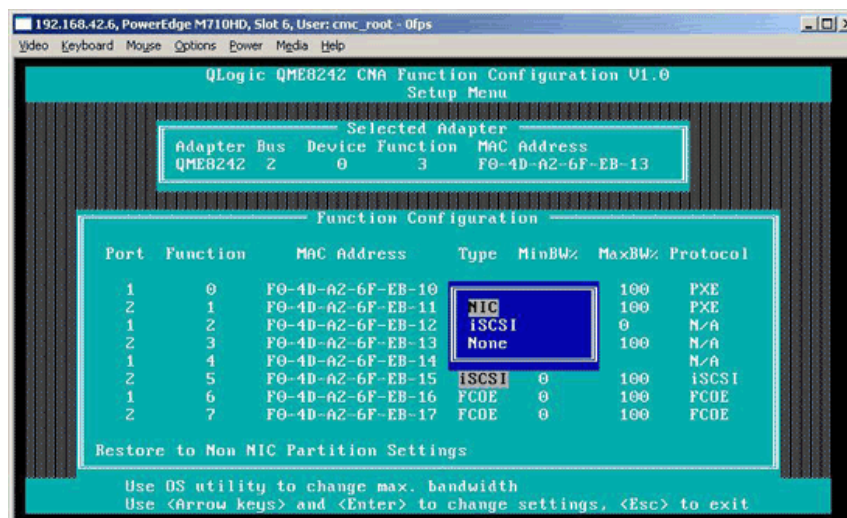 192.168.42.6, PowerEdge M710HD, Slot 6, User: cmc_root - 0fps
Video Keyboard Mouse Options Power Media Help
QLogic QME8242 CNA Function Configuration V1.0
Setup Menu
Selected Adapter
Adapter Bus Device Function MAC Address
QME8242 2 0 3 F0-4D-A2-6F-EB-13
Function Configuration
Port Function MAC Address Type MinBW% MaxBW% Protocol
1 0 F0-4D-A2-6F-EB-10 100 PXE
2 1 F0-4D-A2-6F-EB-11 NIC 100 PXE
1 2 F0-4D-A2-6F-EB-12 iSCSI 0 N/A
2 3 F0-4D-A2-6F-EB-13 None 100 N/A
1 4 F0-4D-A2-6F-EB-14 N/A
2 5 F0-4D-A2-6F-EB-15 iSCSI 0 100 iSCSI
1 6 F0-4D-A2-6F-EB-16 FCOE 0 100 FCOE
2 7 F0-4D-A2-6F-EB-17 FCOE 0 100 FCOE
Restore to Non NIC Partition Settings
Use OS utility to change max. bandwidth
Use <Arrow keys> and <Enter> to change settings, <Esc> to exit